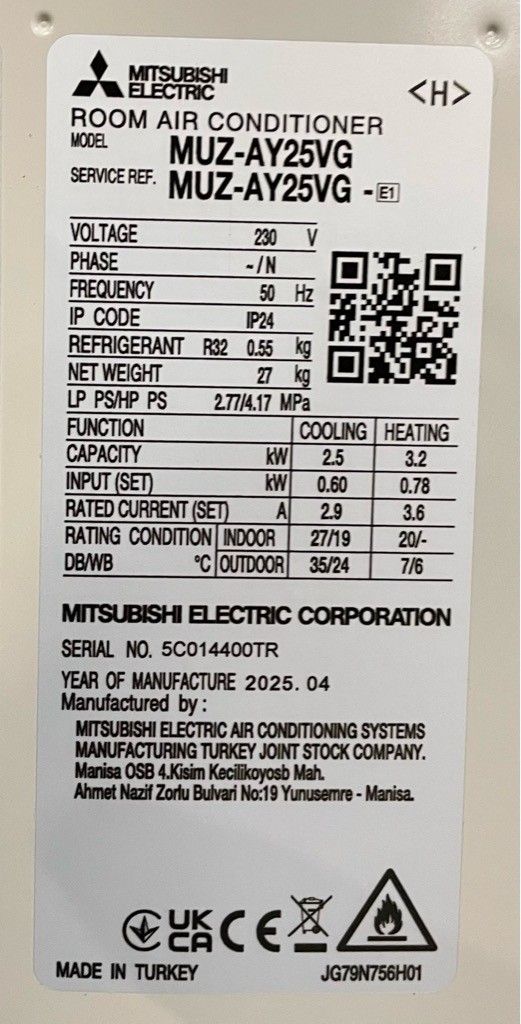 MITSUBISHI
ELECTRIC
<H>
ROOM AIR CONDITIONER
MODEL MUZ-AY25VG
SERVICE REF. MUZ-AY25VG - E1
VOLTAGE 230 V
PHASE ~/N
FREQUENCY 50 Hz
IP CODE IP24
REFRIGERANT R32 0.55 kg
NET WEIGHT 27 kg
LP PS/HP PS 2.77/4.17 MPa
FUNCTION COOLING HEATING
CAPACITY kW 2.5 3.2
INPUT (SET) kW 0.60 0.78
RATED CURRENT (SET) A 2.9 3.6
RATING CONDITION INDOOR 27/19 20/-
DB/WB °C OUTDOOR 35/24 7/6
MITSUBISHI ELECTRIC CORPORATION
SERIAL NO. 5C014400TR
YEAR OF MANUFACTURE 2025. 04
Manufactured by :
MITSUBISHI ELECTRIC AIR CONDITIONING SYSTEMS
MANUFACTURING TURKEY JOINT STOCK COMPANY.
Manisa OSB 4.Kisim Kecilikoyosb Mah.
Ahmet Nazif Zorlu Bulvari No:19 Yunusemre - Manisa.
UK
CA CE
MADE IN TURKEY JG79N756H01